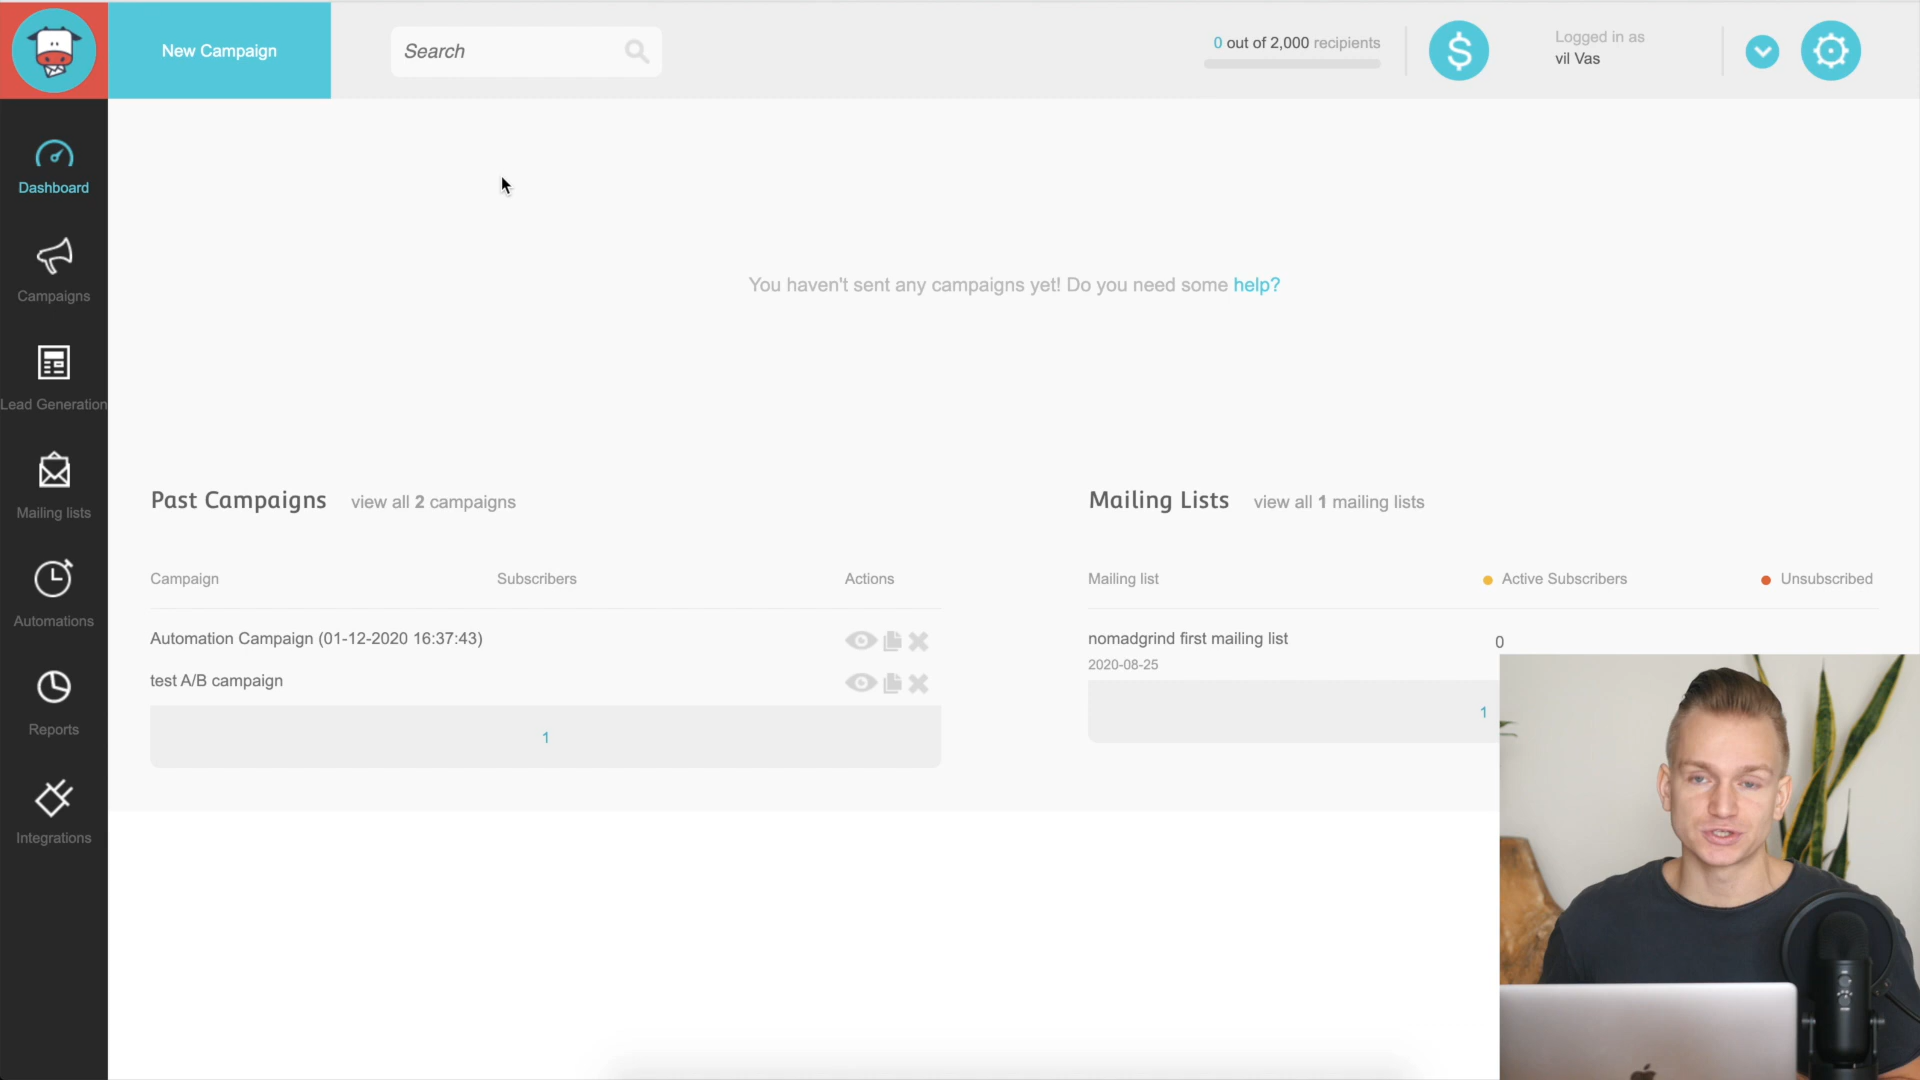 New Campaign
Search
0 out of 2,000 recipients
Logged in as
vil Vas
Dashboard
Campaigns
Lead Generation
Mailing lists
Automations
Reports
Integrations
You haven't sent any campaigns yet! Do you need some help?
Past Campaigns view all 2 campaigns
Campaign Subscribers Actions
Automation Campaign (01-12-2020 16:37:43)
test A/B campaign
1
Mailing Lists view all 1 mailing lists
Mailing list Active Subscribers Unsubscribed
nomadgrind first mailing list 0
2020-08-25
1